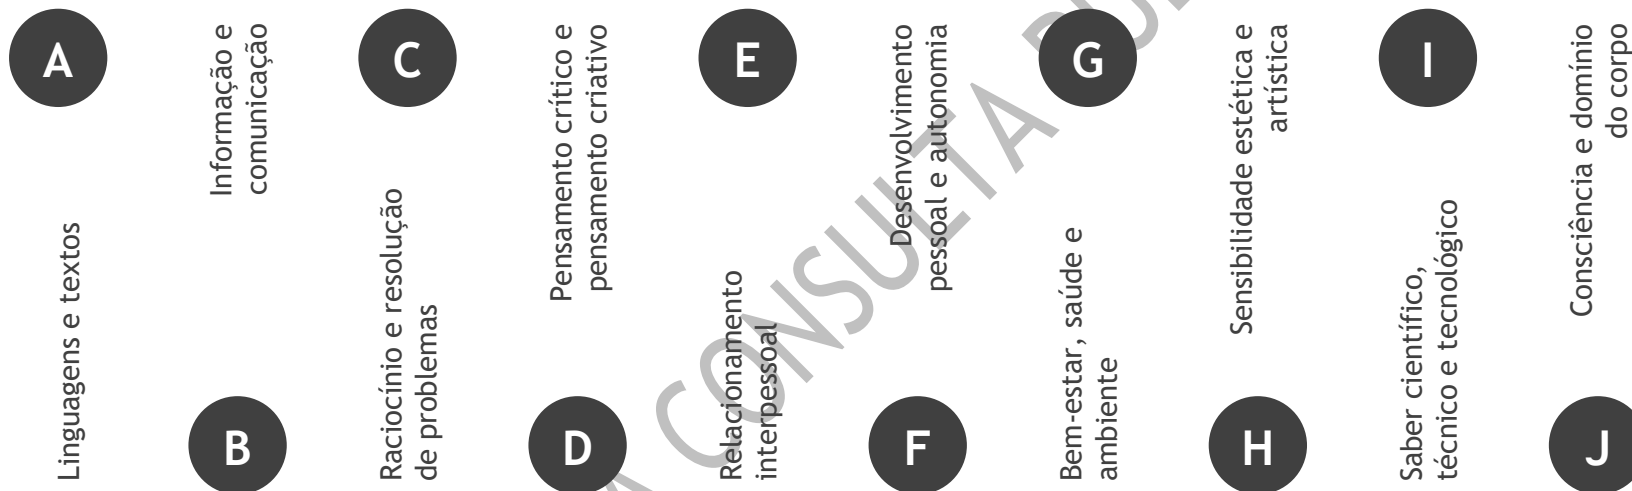 A
Linguagens e textos
Informação e
comunicação
B
C
Raciocínio e resolução
de problemas
Pensamento crítico e
pensamento criativo
D
E
Relacionamento
interpessoal
Desenvolvimento
pessoal e autonomia
F
G
Bem-estar, saúde e
ambiente
Sensibilidade estética e
artística
H
I
Saber científico,
técnico e tecnológico
Consciência e domínio
do corpo
J
CONSULTA